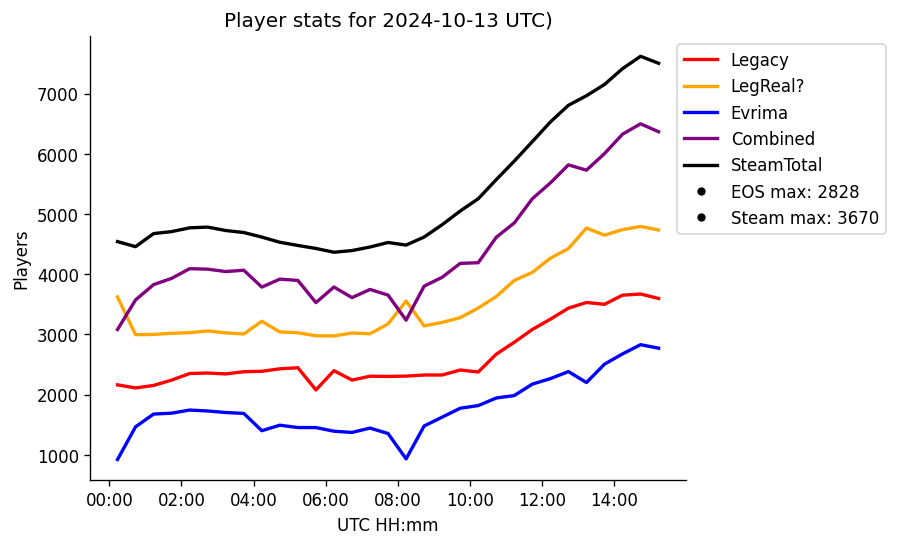 Player stats for 2024-10-13 UTC)
Legacy
LegReal?
Evrima
Combined
SteamTotal
EOS max: 2828
Steam max: 3670
Players
7000
6000
5000
4000
3000
2000
1000
00:00 02:00 04:00 06:00 08:00 10:00 12:00 14:00
UTC HH:mm